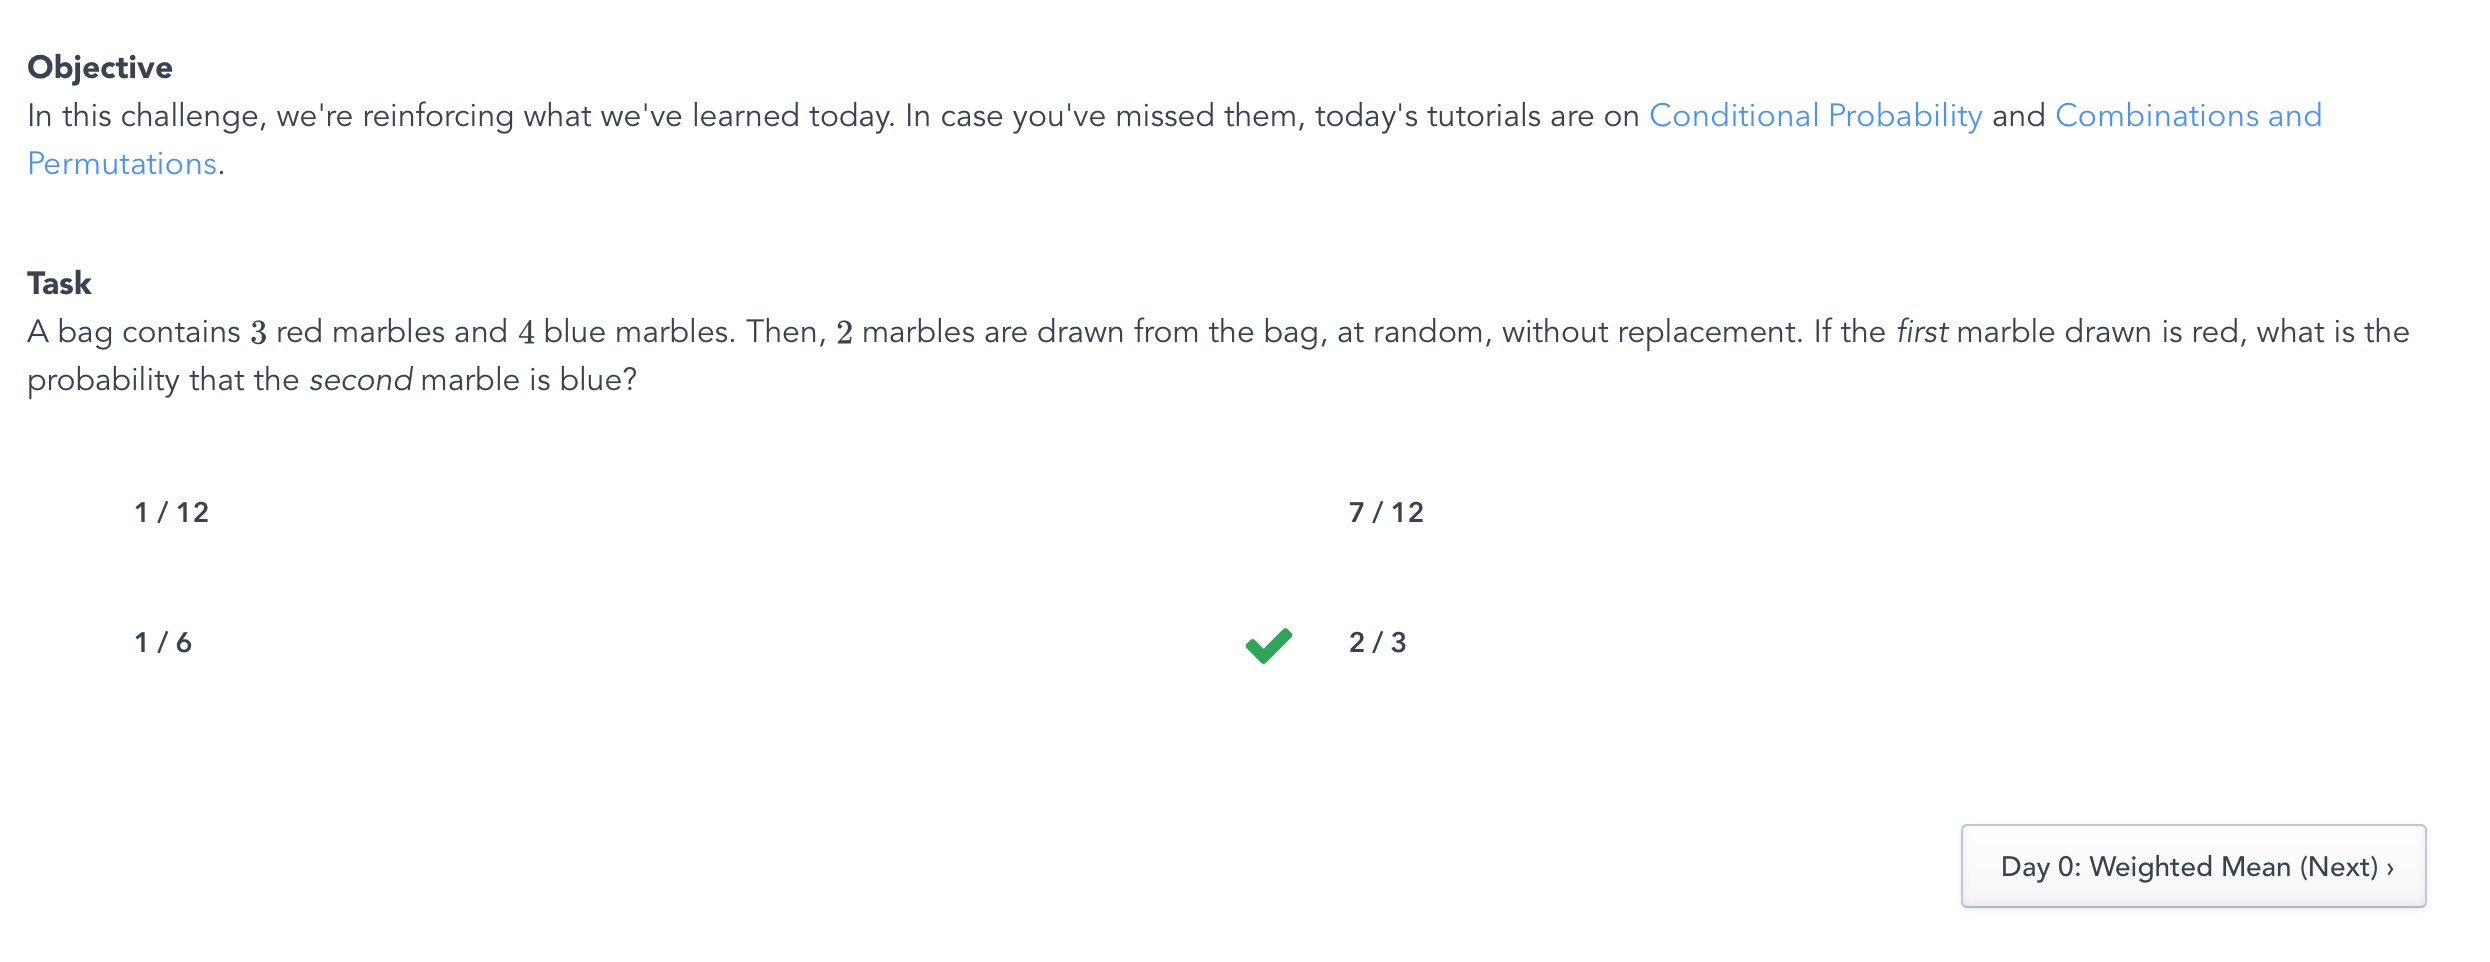 Objective
In this challenge, we're reinforcing what we've learned today. In case you've missed them, today's tutorials are on Conditional Probability and Combinations and
Permutations.
Task
A bag contains 3 red marbles and 4 blue marbles. Then, 2 marbles are drawn from the bag, at random, without replacement. If the first marble drawn is red, what is the
probability that the second marble is blue?
1 / 12
7 / 12
1 / 6
2 / 3
Day 0: Weighted Mean (Next) ›